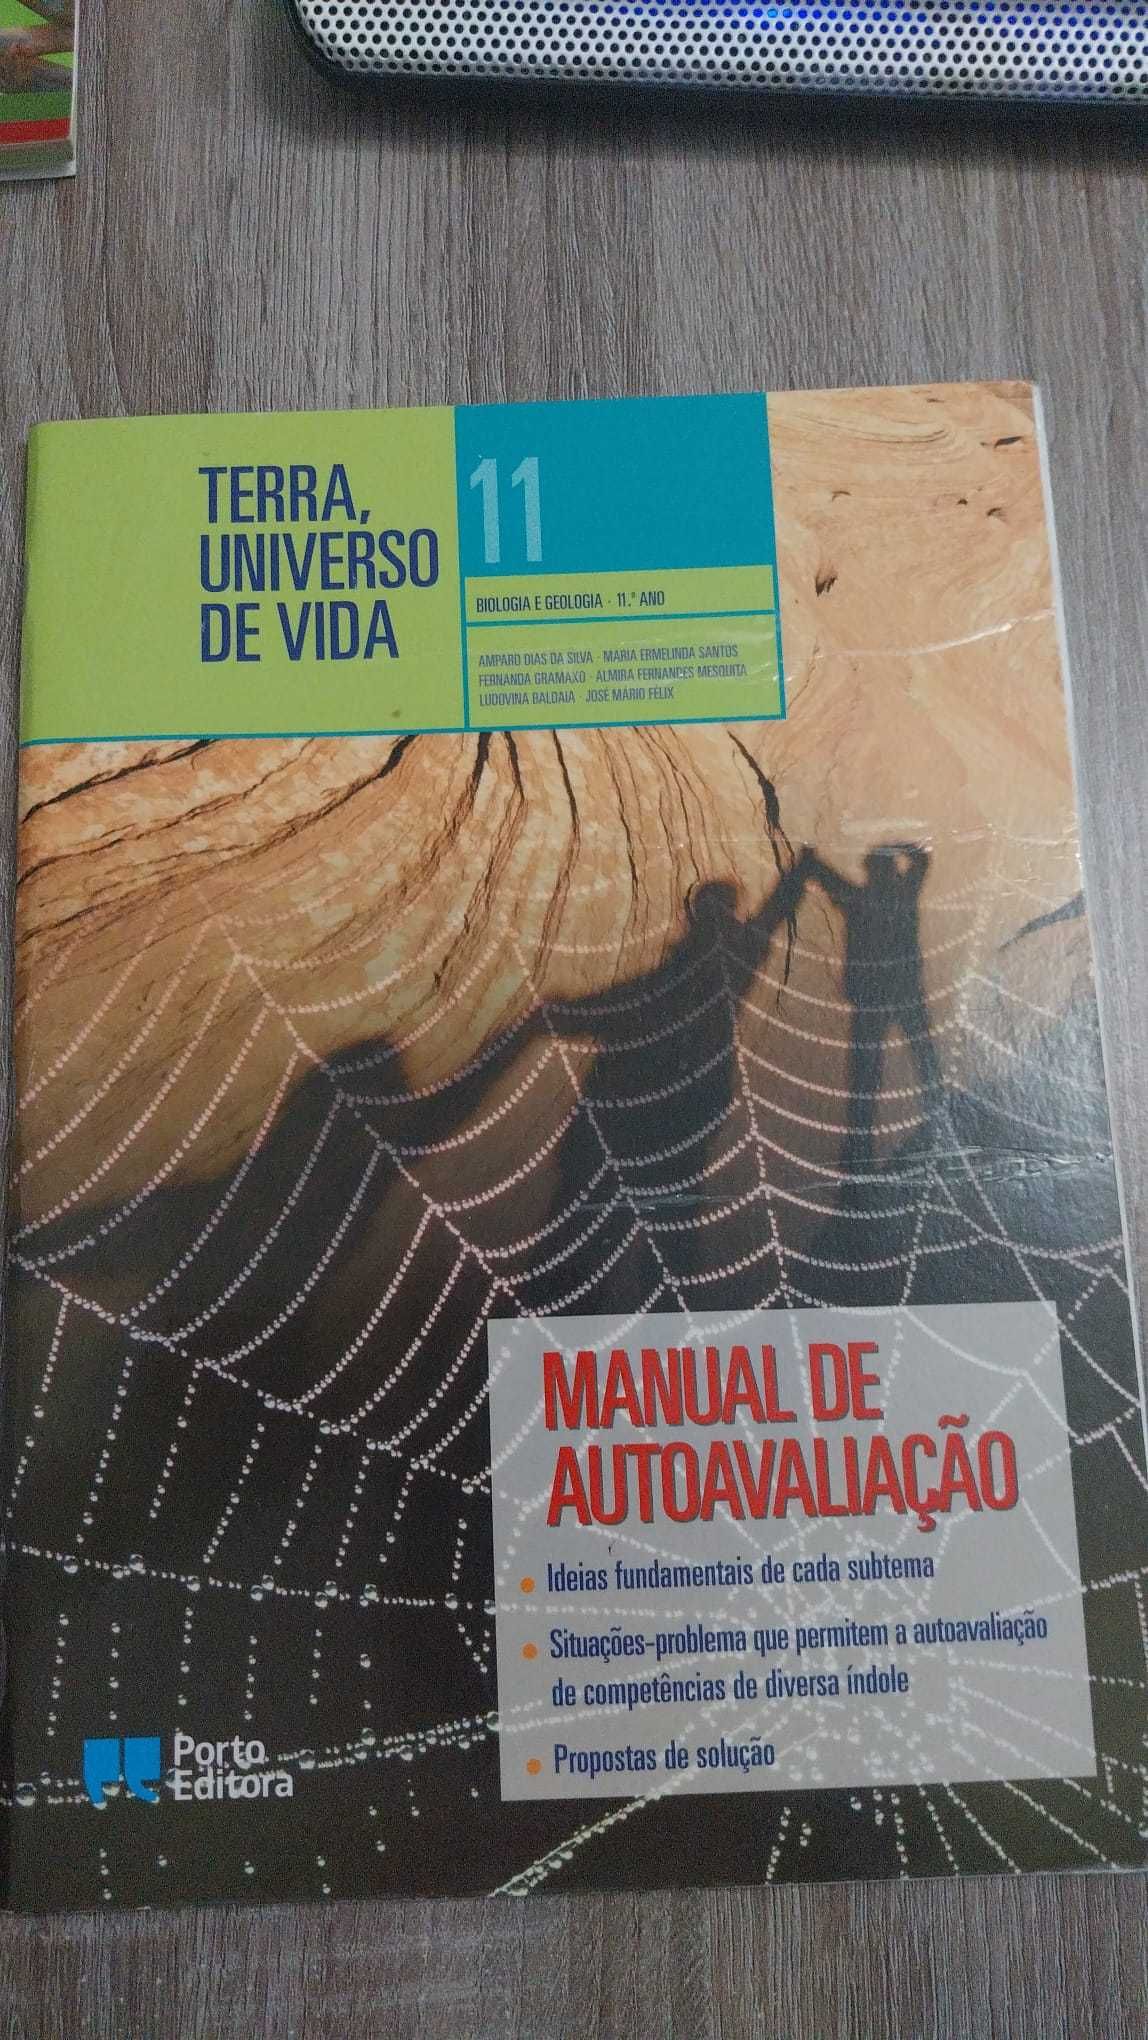 TERRA,
UNIVERSO
DE VIDA
11
BIOLOGIA E GEOLOGIA · 11.º ANO
AMPARO DIAS DA SILVA · MARIA ERMELINDA SANTOS
FERNANDA GRAMAXO · ALMIRA FERNANDES MESQUITA
LUDOVINA BALDAIA · JOSÉ MÁRIO FÉLIX
MANUAL DE
AUTOAVALIAÇÃO
• Ideias fundamentais de cada subtema
• Situações-problema que permitem a autoavaliação
de competências de diversa índole
• Propostas de solução
Porto
Editora